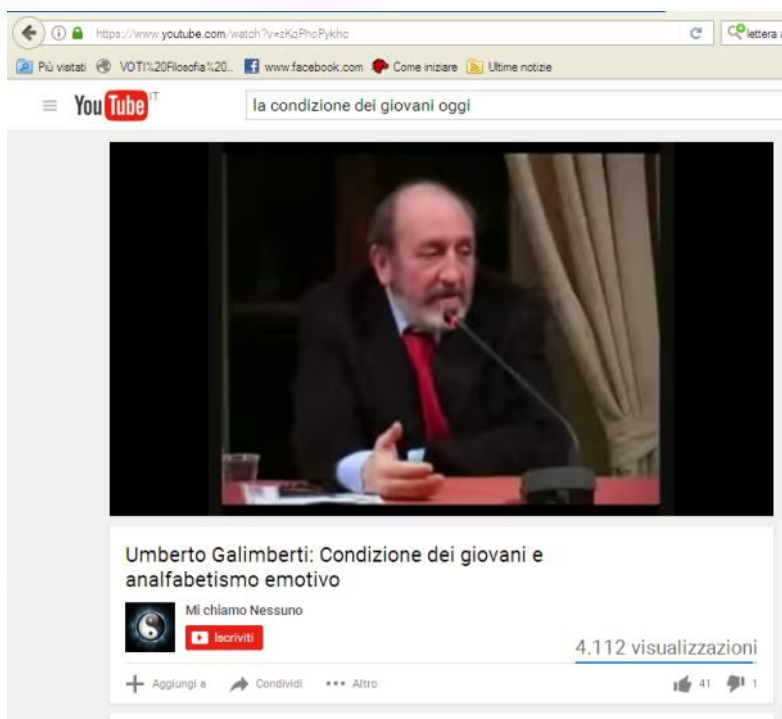 https://www.youtube.com/watch?v=zKqPhoPykho
lettera a
Più visitati VOTI%20Filosofia%20... www.facebook.com Come iniziare Ultime notizie
YouTube IT la condizione dei giovani oggi
Umberto Galimberti: Condizione dei giovani e
analfabetismo emotivo
Mi chiamo Nessuno
Iscriviti
4.112 visualizzazioni
Aggiungi a Condividi Altro 41 1